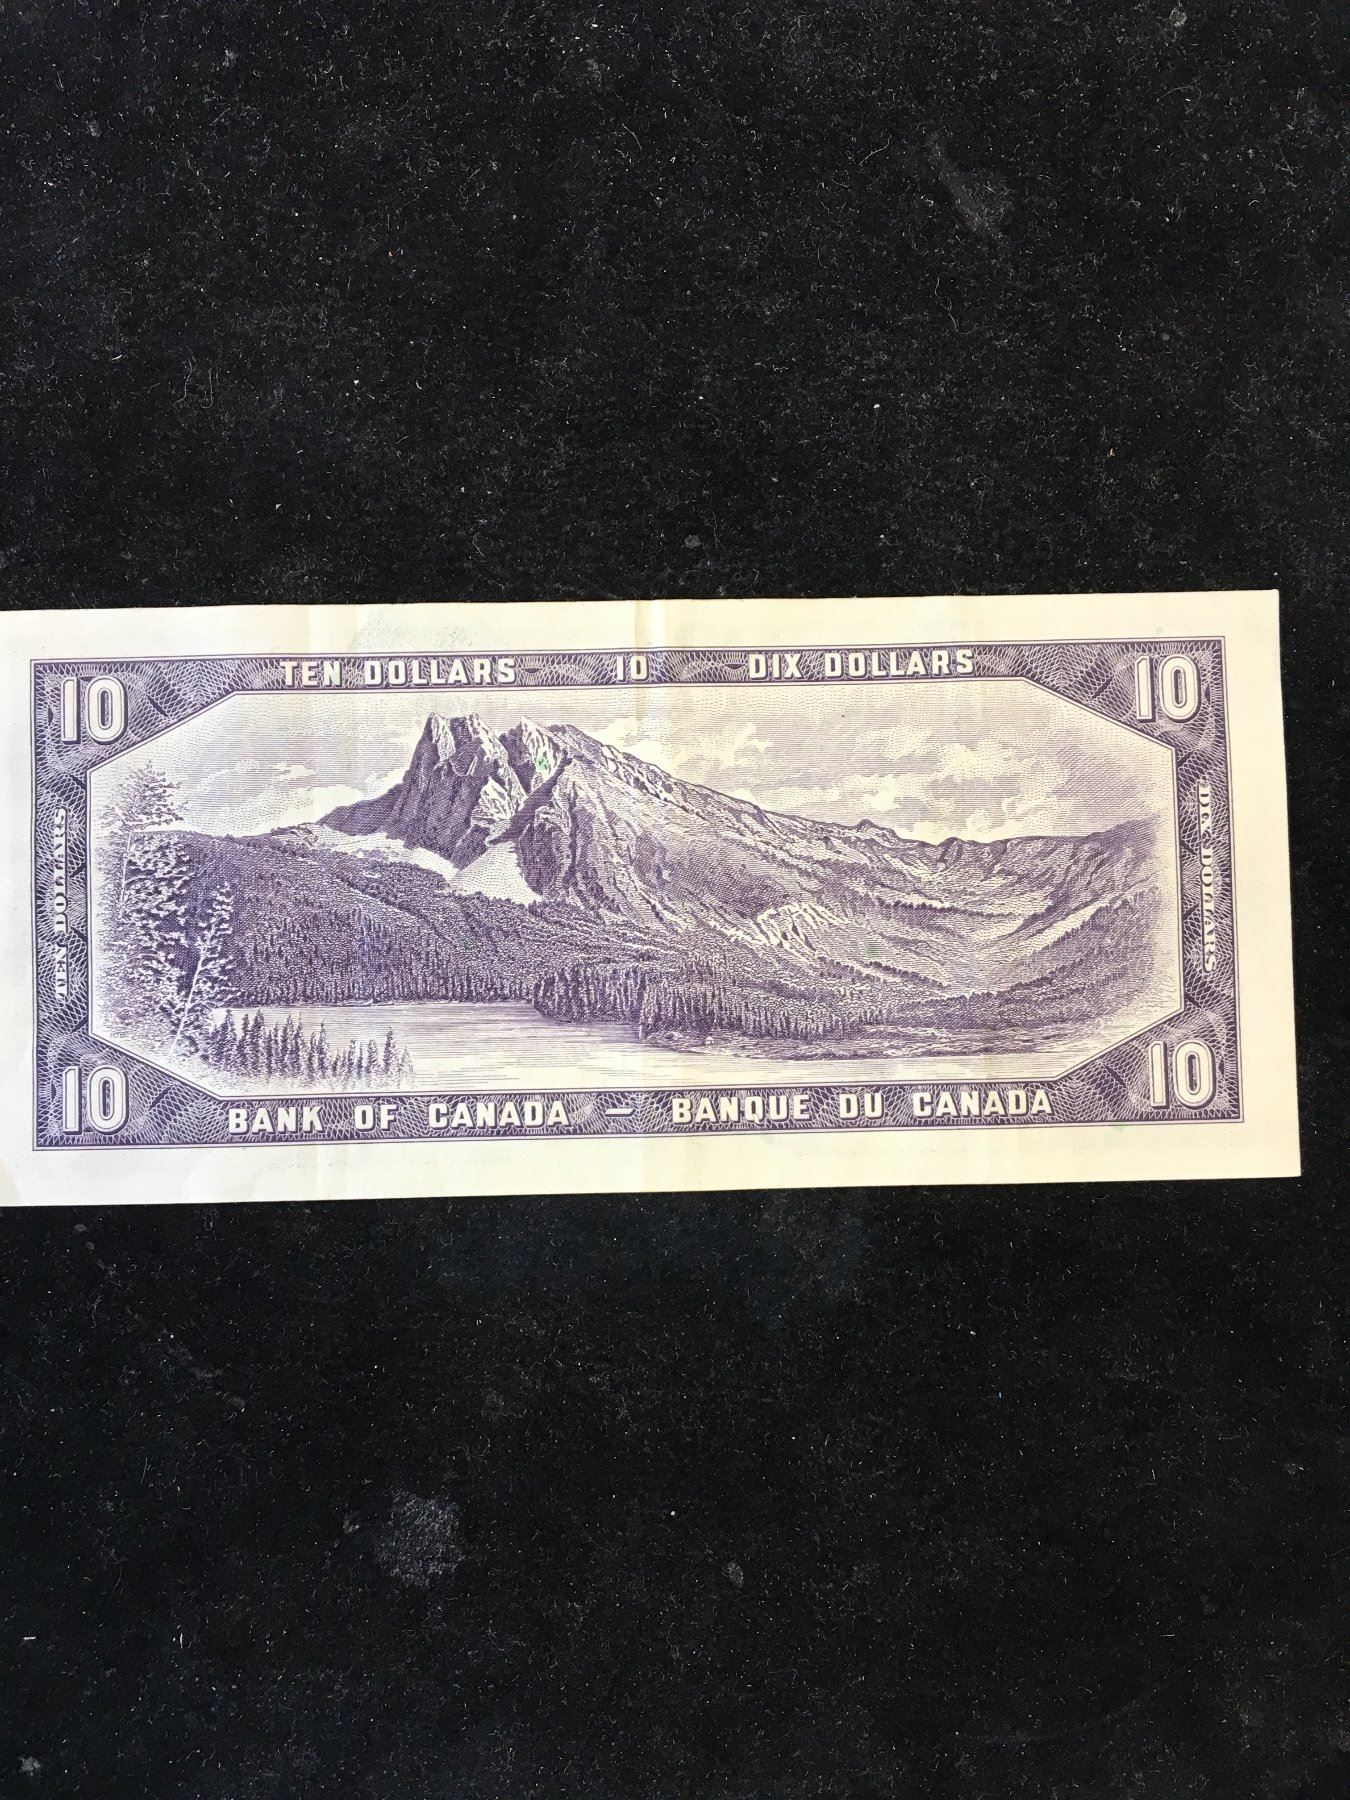 TEN DOLLARS 10 DIX DOLLARS
10 10
TEN DOLLARS
DIX DOLLARS
10 10
BANK OF CANADA — BANQUE DU CANADA